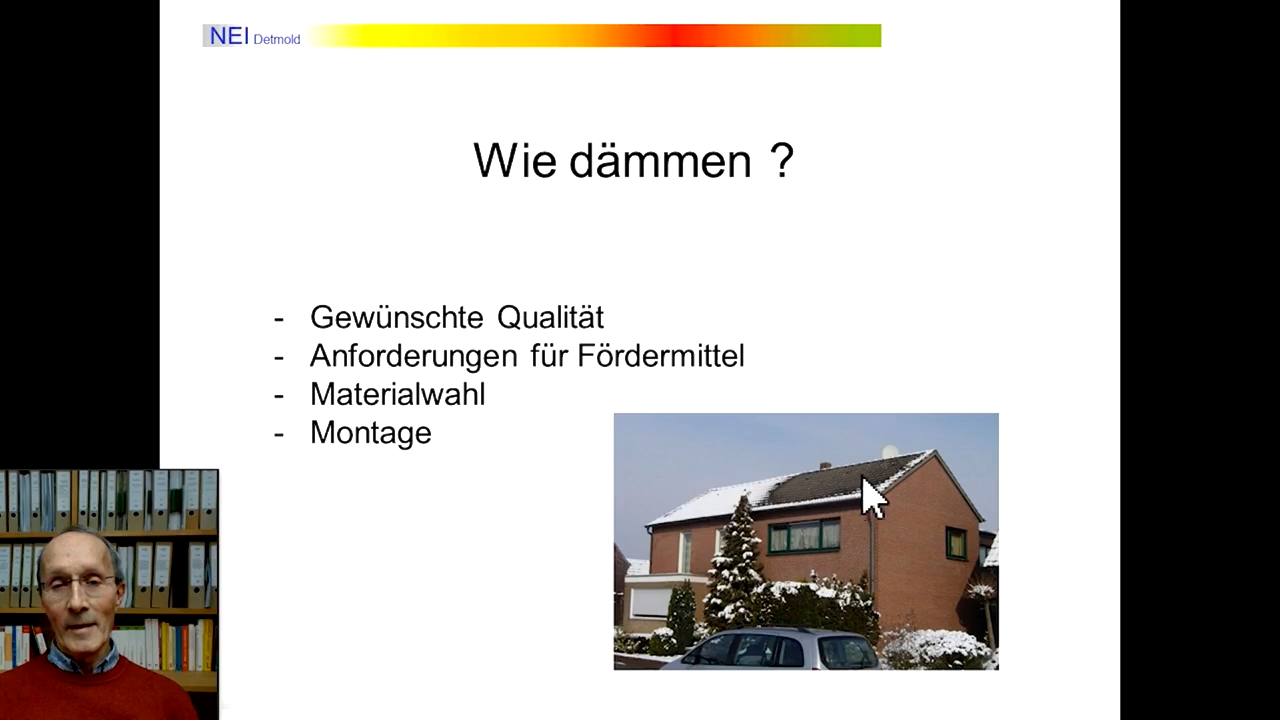 NEI Detmold
Wie dämmen ?
- Gewünschte Qualität
- Anforderungen für Fördermittel
- Materialwahl
- Montage